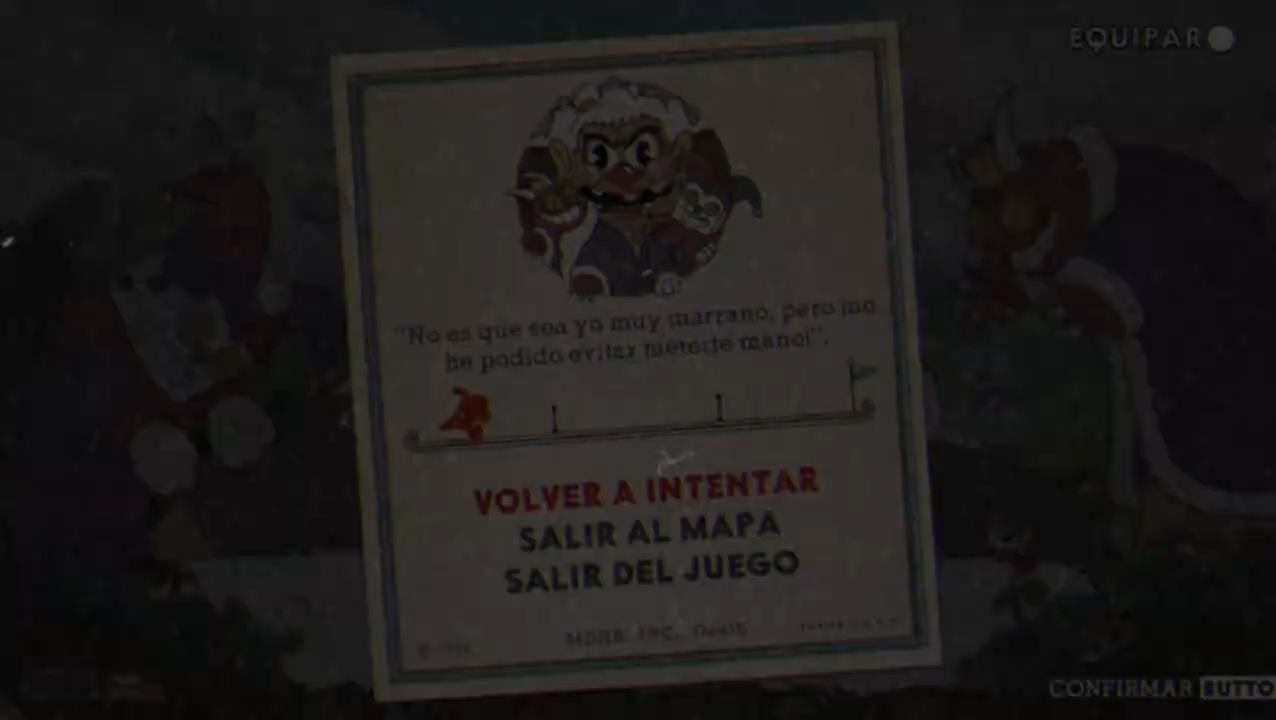 EQUIPAR
"No es que sea yo muy marrano, pero ¡no
he podido evitar meterte mano!".
VOLVER A INTENTAR
SALIR AL MAPA
SALIR DEL JUEGO
MDHR INC. Death
CONFIRMAR BUTTO